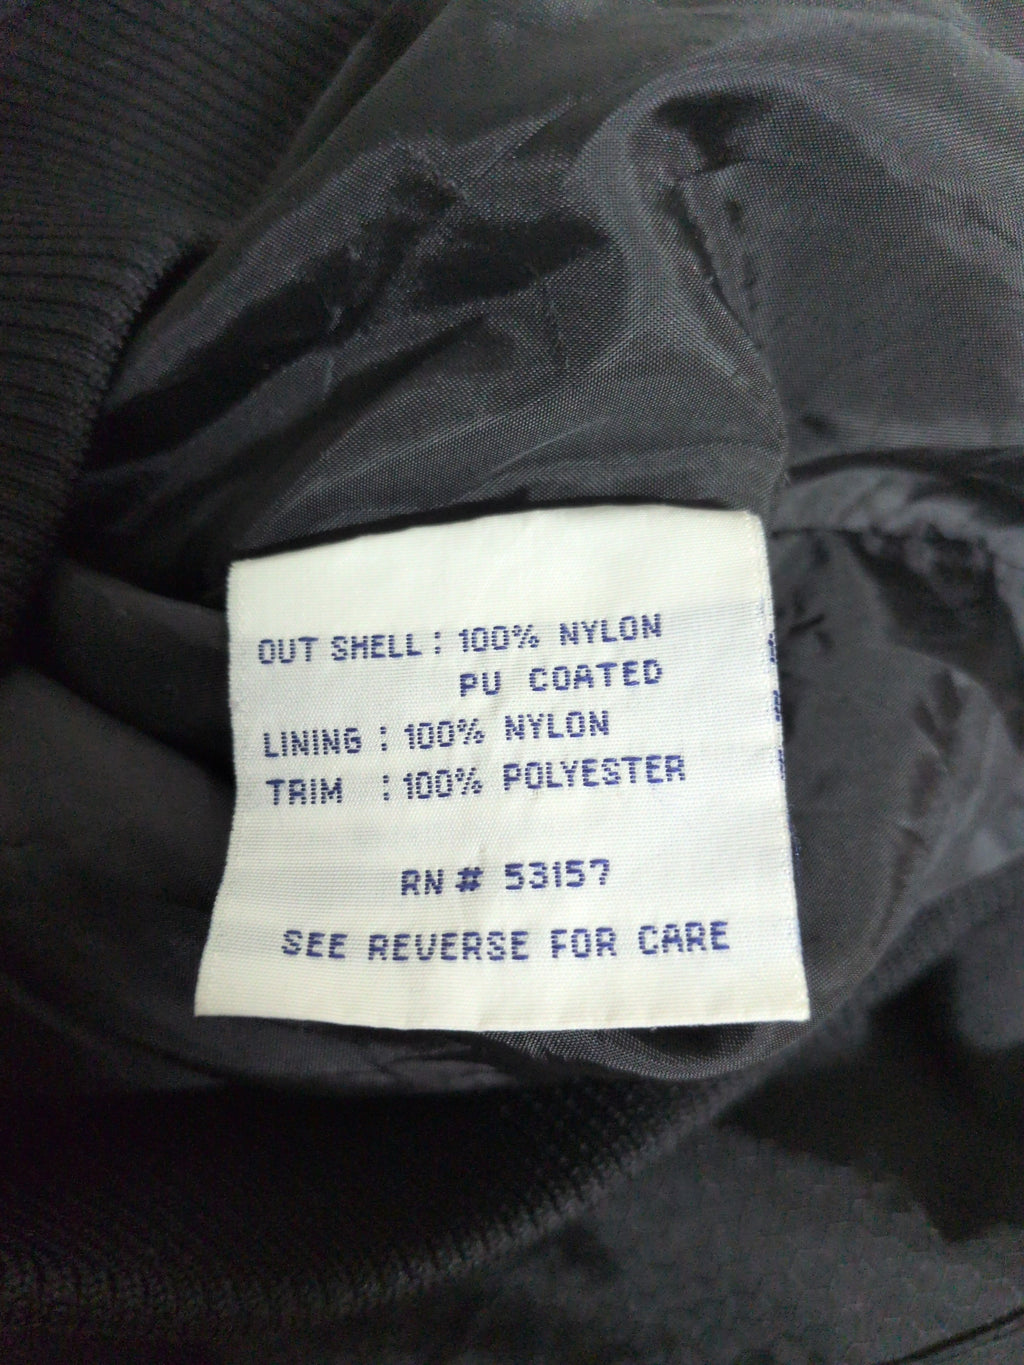 OUT SHELL : 100% NYLON
PU COATED
LINING : 100% NYLON
TRIM : 100% POLYESTER
RN # 53157
SEE REVERSE FOR CARE